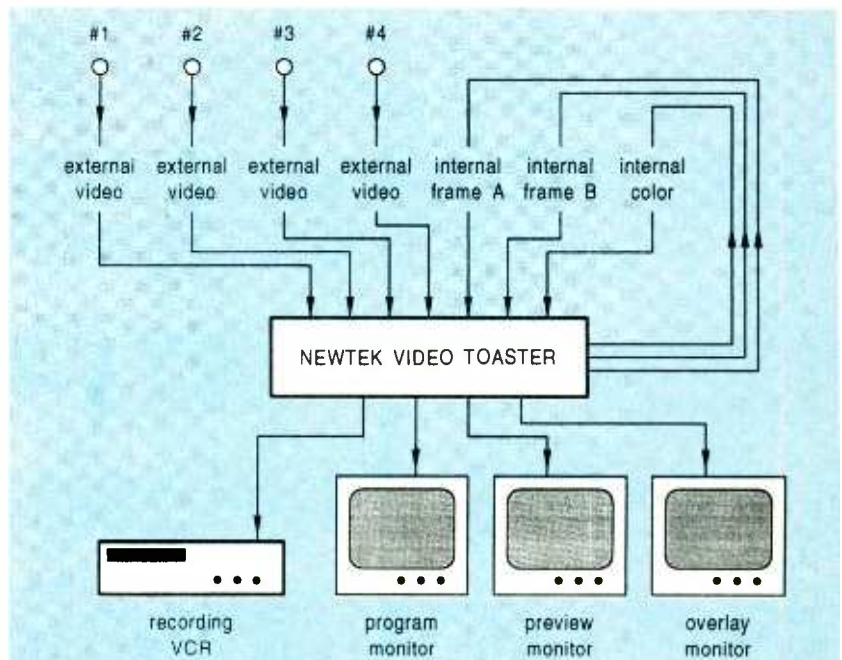 #1 #2 #3 #4
external external external external internal internal internal
video video video video frame A frame B color
NEWTEK VIDEO TOASTER
recording program preview overlay
VCR monitor monitor monitor